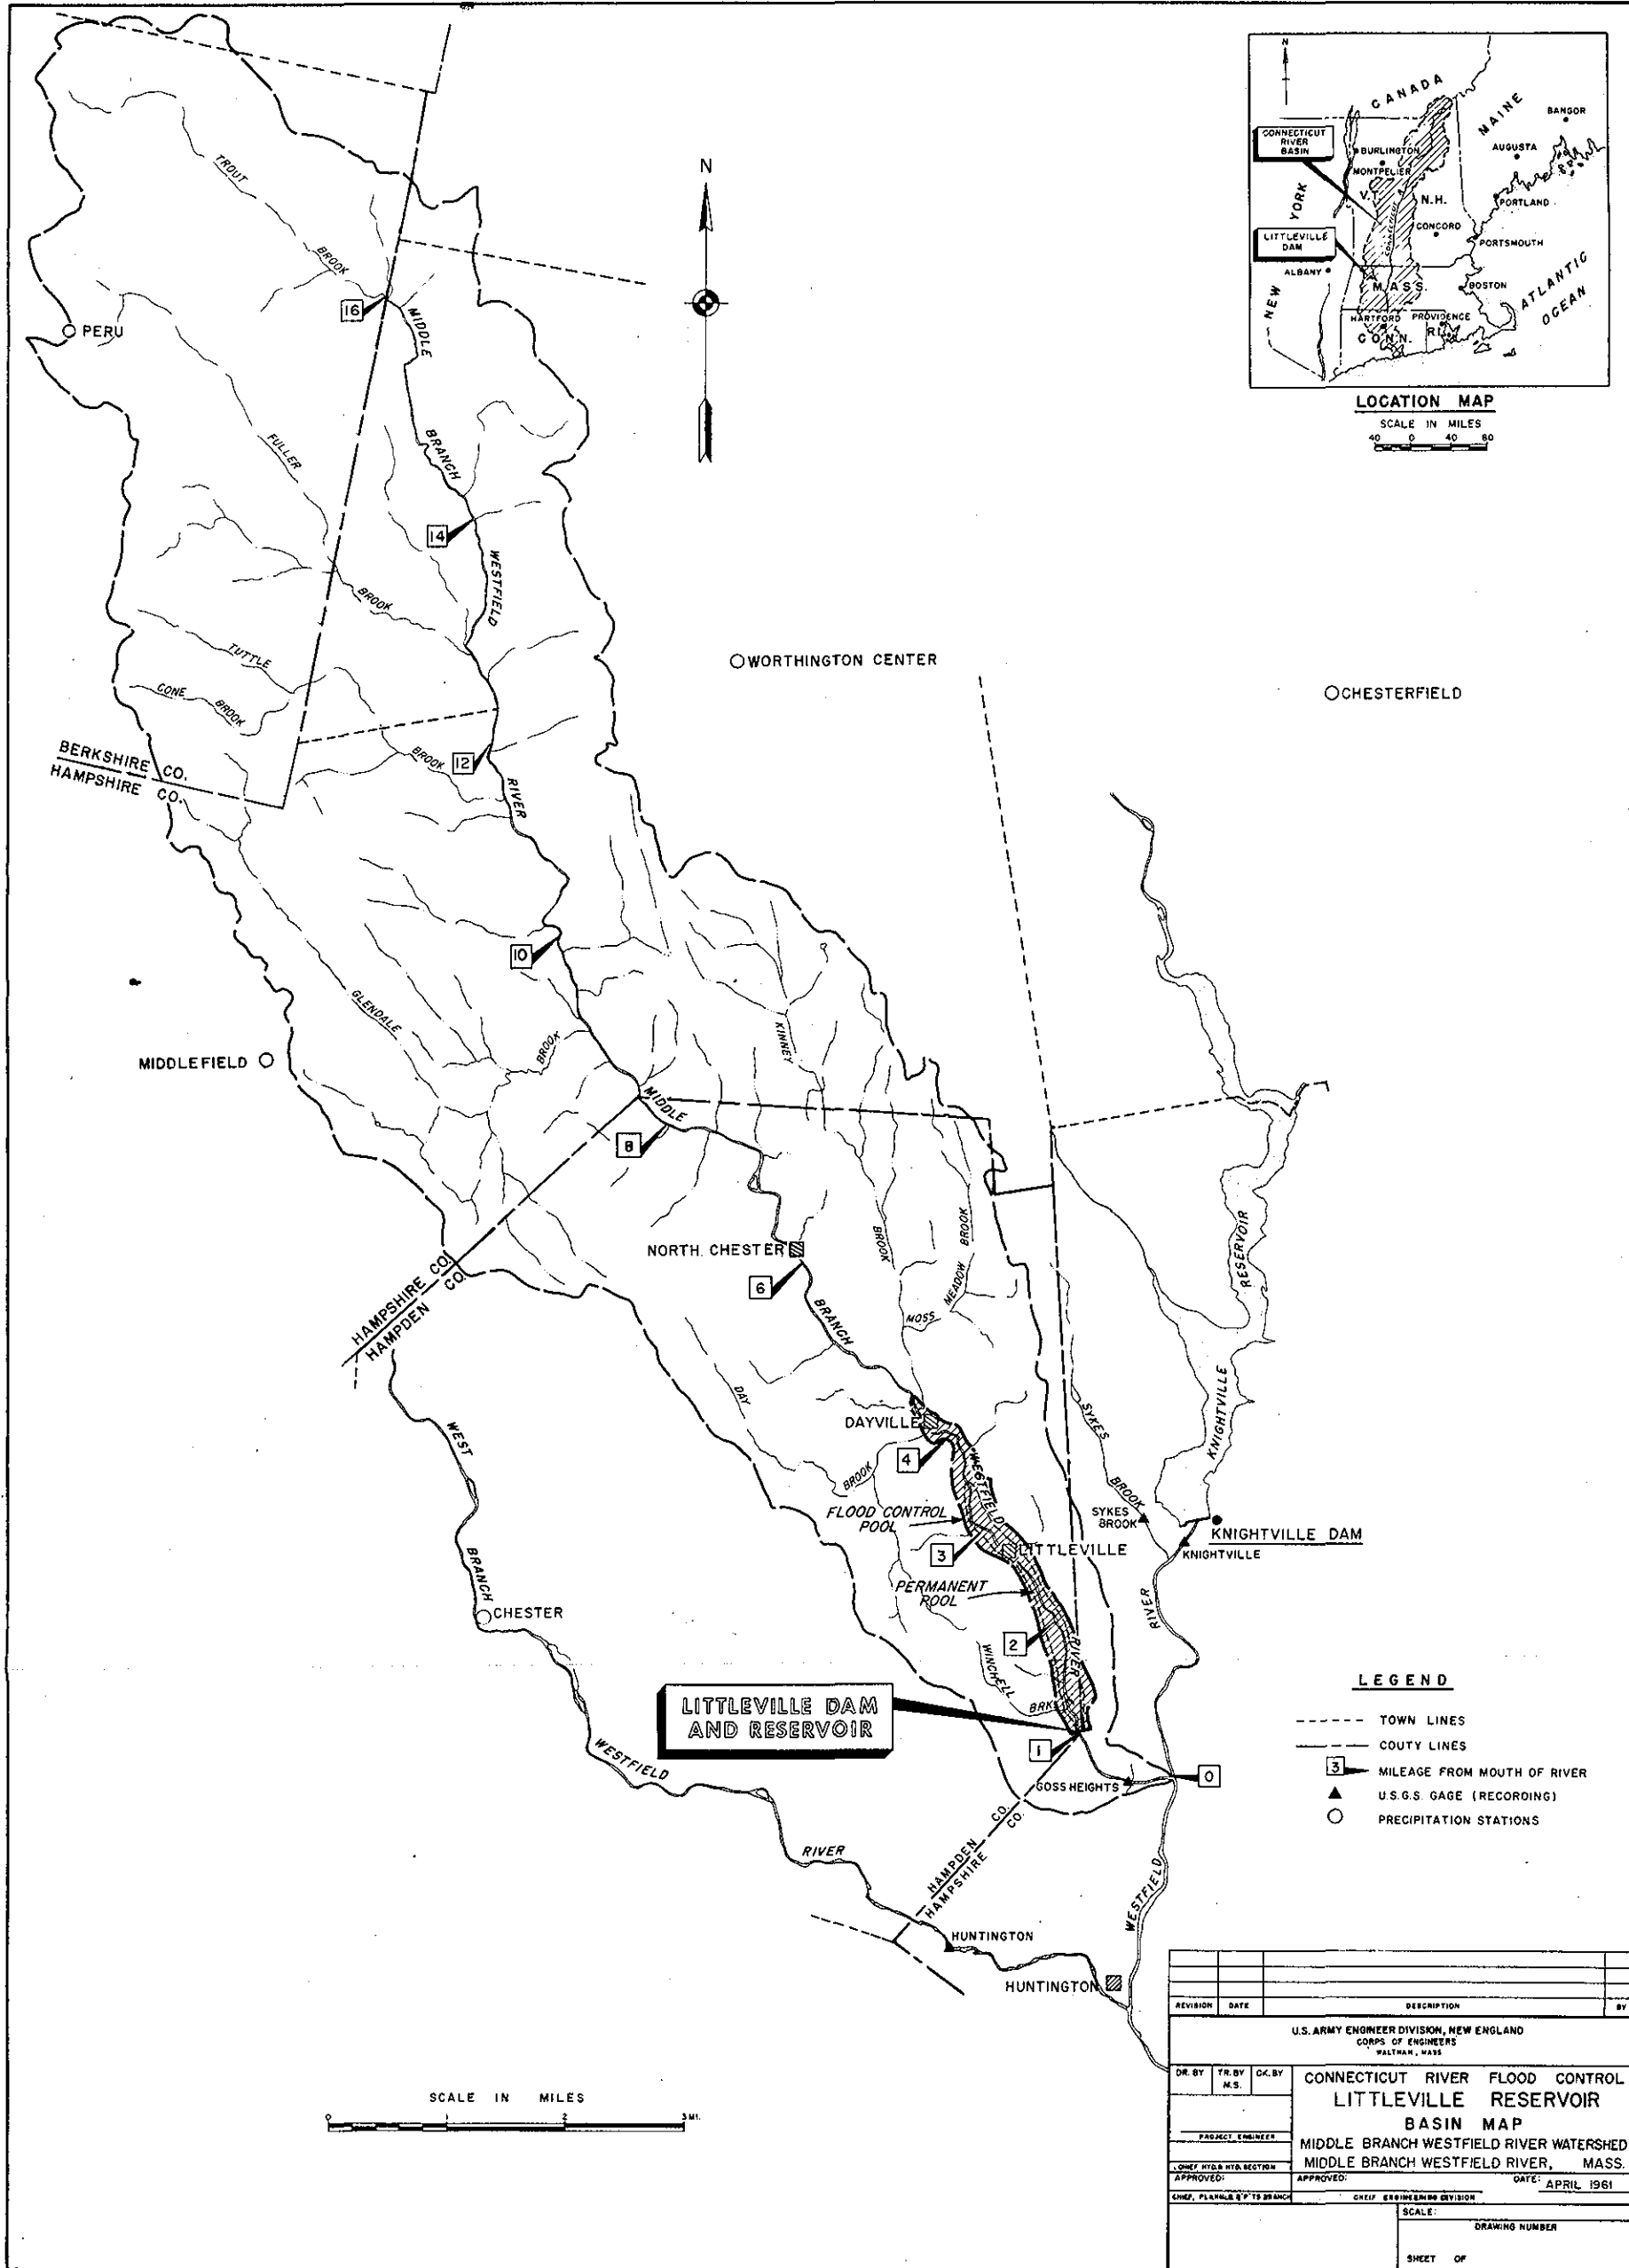 N
CANADA
MAINE
BANGOR
CONNECTICUT
RIVER
BASIN
BURLINGTON
AUGUSTA
MONTPELIER
VT.
N.H.
NEW YORK
PORTLAND
CONNECTICUT
CONCORD
LITTLEVILLE
DAM
PORTSMOUTH
ALBANY
MASS.
BOSTON
ATLANTIC
OCEAN
HARTFORD
PROVIDENCE
CONN.
R.I.
LOCATION MAP
SCALE IN MILES
40 0 40 80
N
TROUT
BROOK
16
PERU
MIDDLE
BRANCH
FULLER
14
WESTFIELD
BROOK
TUTTLE
WORTHINGTON CENTER
CONE
BROOK
CHESTERFIELD
BERKSHIRE CO.
HAMPSHIRE CO.
BROOK
12
RIVER
10
GLENDALE
BROOK
KINNEY
MIDDLEFIELD
MIDDLE
8
NORTH CHESTER
BROOK
BROOK
RESERVOIR
HAMPSHIRE CO.
HAMPDEN CO.
6
MEADOW
MOSS
BRANCH
DAY
SYKES
KNIGHTVILLE
WEST
DAYVILLE
4
BROOK
WESTFIELD
BROOK
FLOOD CONTROL
POOL
SYKES
BROOK
KNIGHTVILLE DAM
KNIGHTVILLE
3
LITTLEVILLE
BRANCH
PERMANENT
POOL
CHESTER
RIVER
2
RIVER
WINCHELL
BRK
LITTLEVILLE DAM
AND RESERVOIR
1
WESTFIELD
GOSS HEIGHTS
0
CO.
CO.
RIVER
HAMPDEN
HAMPSHIRE
WESTFIELD
HUNTINGTON
HUNTINGTON
LEGEND
TOWN LINES
COUTY LINES
3 MILEAGE FROM MOUTH OF RIVER
U.S.G.S. GAGE (RECORDING)
PRECIPITATION STATIONS
SCALE IN MILES
0 1 2 3 MI.
REVISION DATE DESCRIPTION BY
U.S. ARMY ENGINEER DIVISION, NEW ENGLAND
CORPS OF ENGINEERS
WALTHAM, MASS
DR. BY TR. BY CK. BY
M.S.
CONNECTICUT RIVER FLOOD CONTROL
LITTLEVILLE RESERVOIR
BASIN MAP
PROJECT ENGINEER
MIDDLE BRANCH WESTFIELD RIVER WATERSHED
MIDDLE BRANCH WESTFIELD RIVER, MASS.
CHIEF HYD. & HYD. SECTION
APPROVED: APPROVED: DATE: APRIL 1961
CHIEF ENGINEERING DIVISION
SCALE:
DRAWING NUMBER
SHEET OF